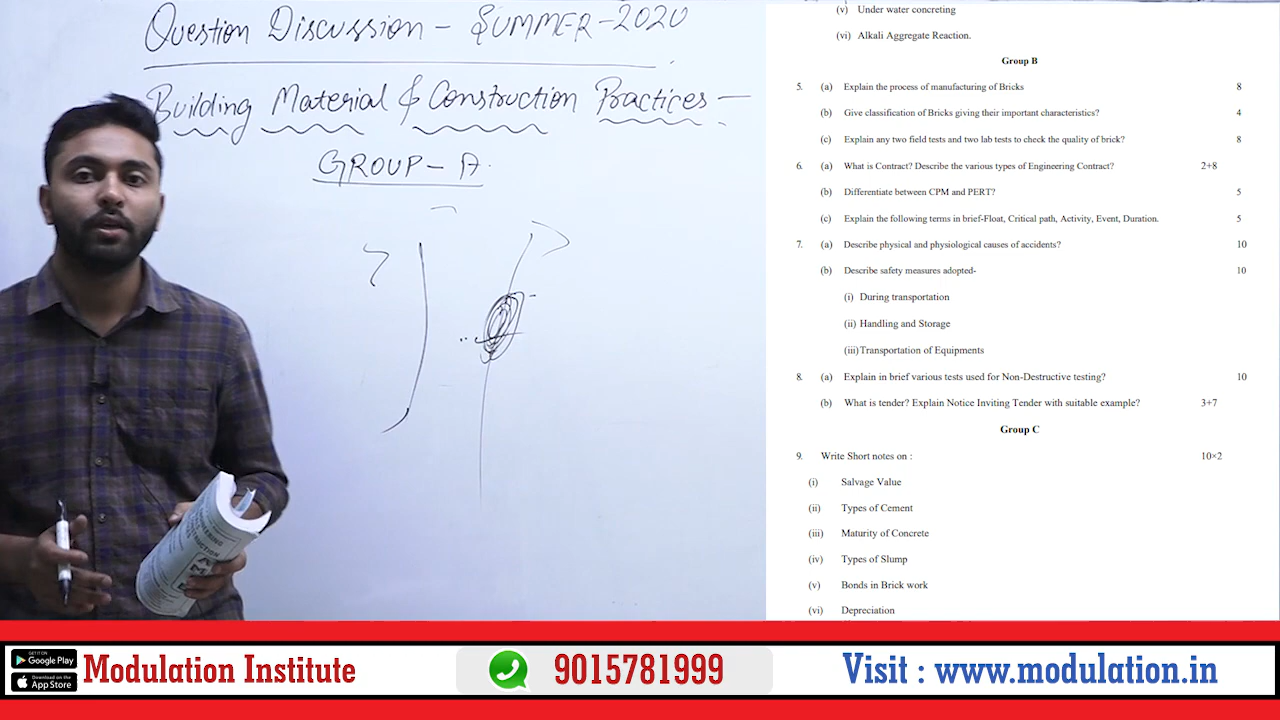 Question Discussion - SUMMER-2020
Building Material & Construction Practices -
GROUP - A.
(v) Under water concreting
(vi) Alkali Aggregate Reaction.
Group B
5. (a) Explain the process of manufacturing of Bricks 8
(b) Give classification of Bricks giving their important characteristics? 4
(c) Explain any two field tests and two lab tests to check the quality of brick? 8
6. (a) What is Contract? Describe the various types of Engineering Contract? 2+8
(b) Differentiate between CPM and PERT? 5
(c) Explain the following terms in brief-Float, Critical path, Activity, Event, Duration. 5
7. (a) Describe physical and physiological causes of accidents? 10
(b) Describe safety measures adopted- 10
(i) During transportation
(ii) Handling and Storage
(iii)Transportation of Equipments
8. (a) Explain in brief various tests used for Non-Destructive testing? 10
(b) What is tender? Explain Notice Inviting Tender with suitable example? 3+7
Group C
9. Write Short notes on : 10×2
(i) Salvage Value
(ii) Types of Cement
(iii) Maturity of Concrete
(iv) Types of Slump
(v) Bonds in Brick work
(vi) Depreciation
GET IT ON
Google Play
Download on the
App Store
Modulation Institute
9015781999
Visit : www.modulation.in